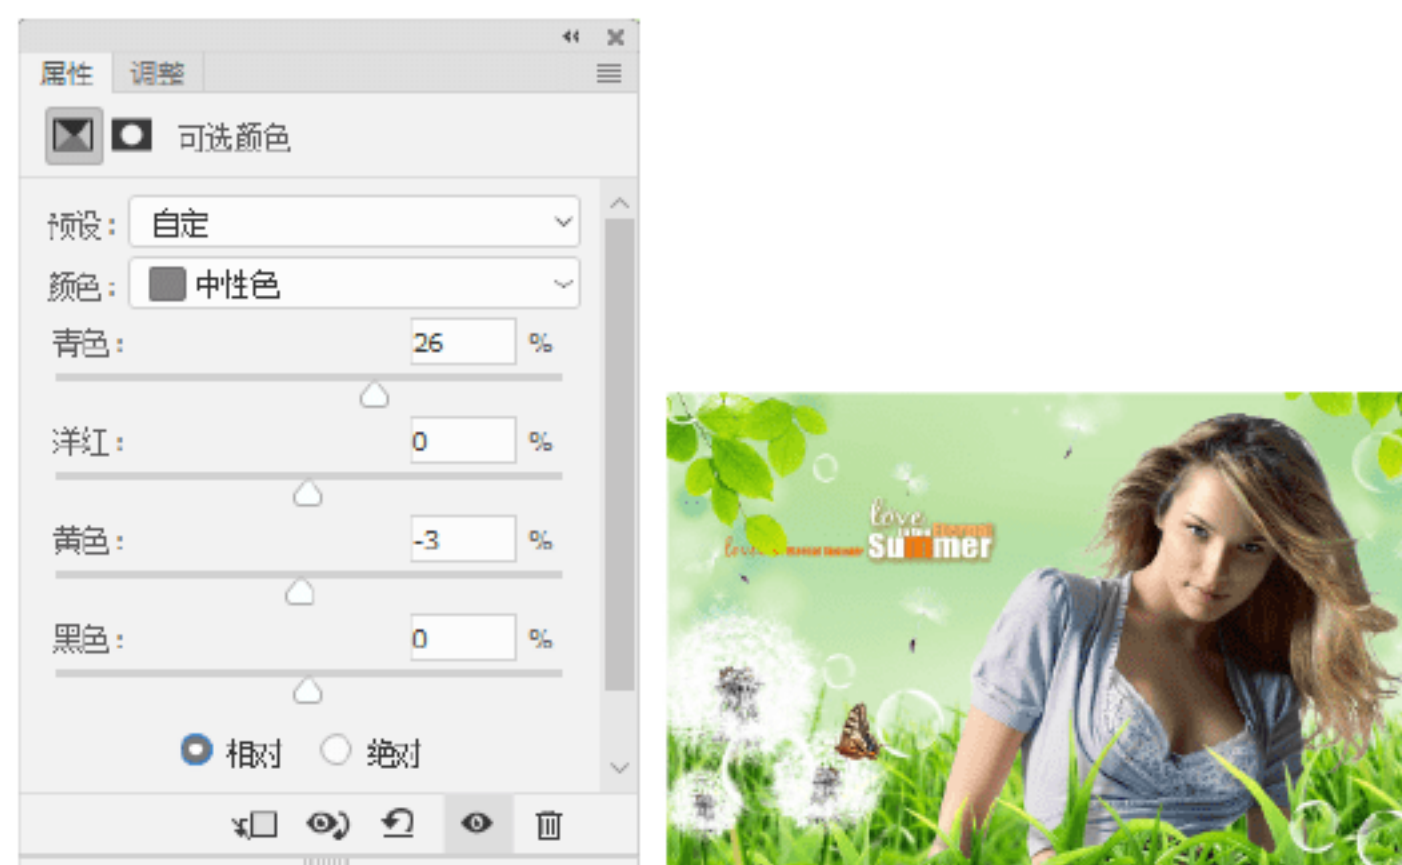 属性 调整
可选颜色
预设: 自定
颜色: 中性色
青色: 26 %
洋红: 0 %
黄色: -3 %
黑色: 0 %
相对 绝对
love
Summer